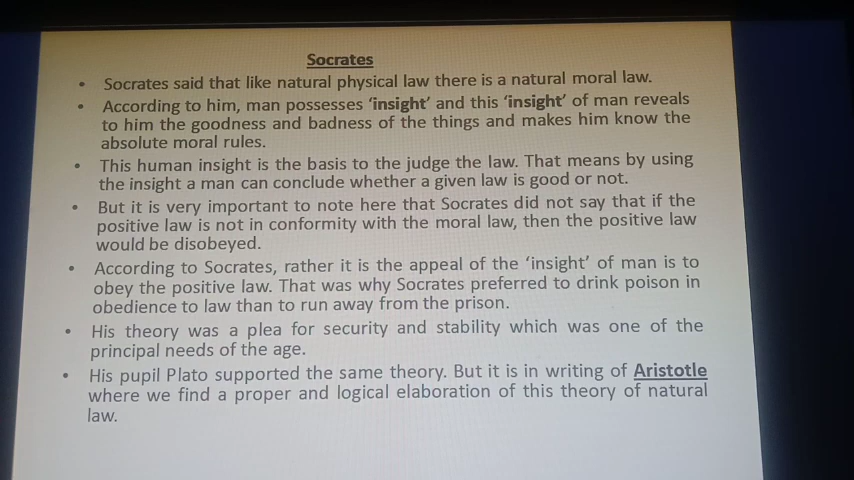 Socrates
• Socrates said that like natural physical law there is a natural moral law.
• According to him, man possesses ‘insight’ and this ‘insight’ of man reveals
to him the goodness and badness of the things and makes him know the
absolute moral rules.
• This human insight is the basis to the judge the law. That means by using
the insight a man can conclude whether a given law is good or not.
• But it is very important to note here that Socrates did not say that if the
positive law is not in conformity with the moral law, then the positive law
would be disobeyed.
• According to Socrates, rather it is the appeal of the ‘insight’ of man is to
obey the positive law. That was why Socrates preferred to drink poison in
obedience to law than to run away from the prison.
• His theory was a plea for security and stability which was one of the
principal needs of the age.
• His pupil Plato supported the same theory. But it is in writing of Aristotle
where we find a proper and logical elaboration of this theory of natural
law.